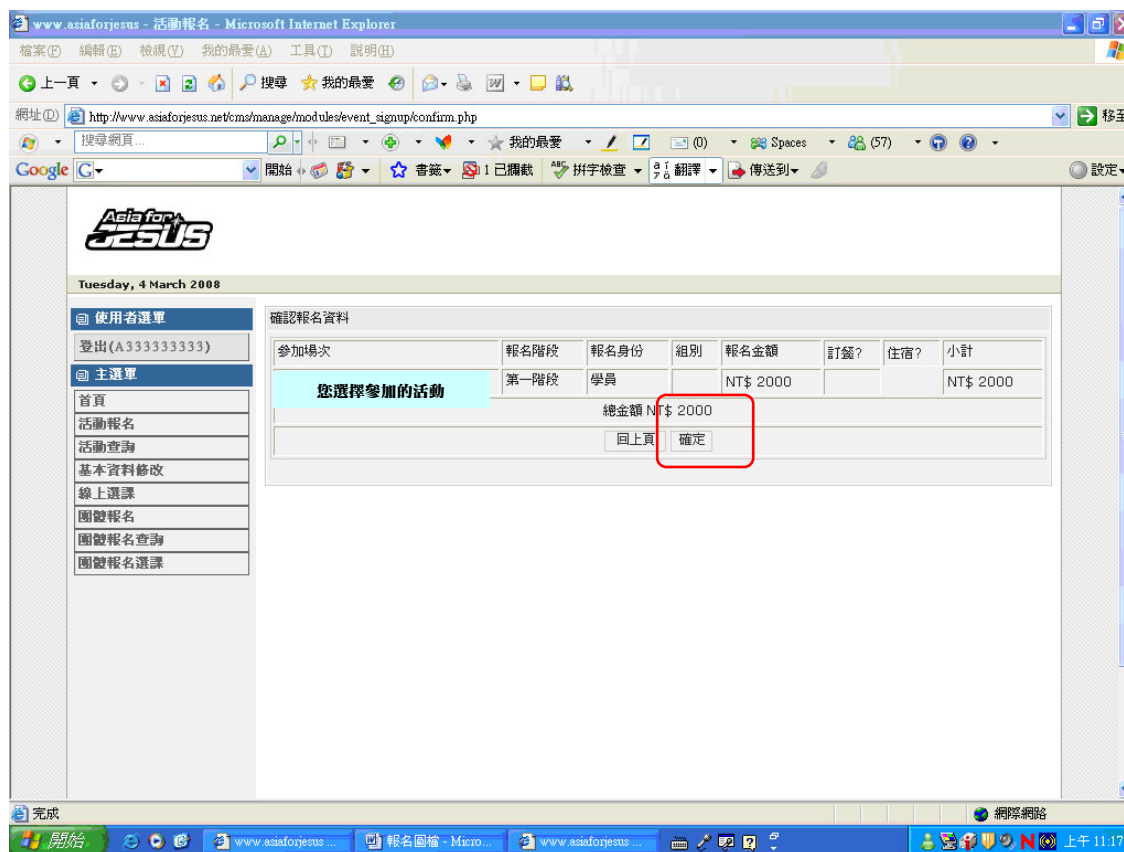 www.asiaforjesus - 活動報名 - Microsoft Internet Explorer
檔案(F) 編輯(E) 檢視(V) 我的最愛(A) 工具(T) 說明(H)
上一頁 搜尋 我的最愛
網址(D) http://www.asiaforjesus.net/cms/manage/modules/event_signup/confirm.php 移至
搜尋網頁... 我的最愛 (0) Spaces (57)
Google G 開始 書籤 1 已攔截 ABC 拼字檢查 翻譯 傳送到 設定
Asia for JESUS
Tuesday, 4 March 2008
使用者選單
登出(A333333333)
主選單
首頁
活動報名
活動查詢
基本資料修改
線上選課
團體報名
團體報名查詢
團體報名選課
確認報名資料
參加場次 報名階段 報名身份 組別 報名金額 訂餐? 住宿? 小計
您選擇參加的活動 第一階段 學員 NT$ 2000 NT$ 2000
總金額 NT$ 2000
回上頁 確定
完成 網際網路
開始 www.asiaforjesus ... 報名圖檔 - Micro... www.asiaforjesus ... 上午 11:17